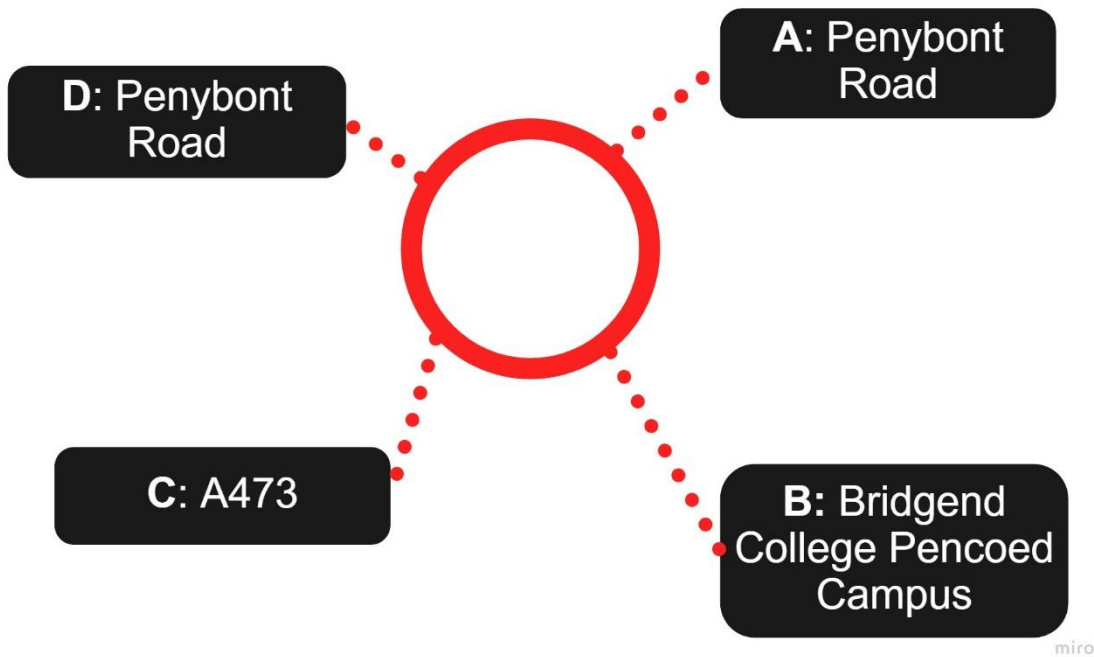 A: Penybont
Road
D: Penybont
Road
C: A473
B: Bridgend
College Pencoed
Campus
miro